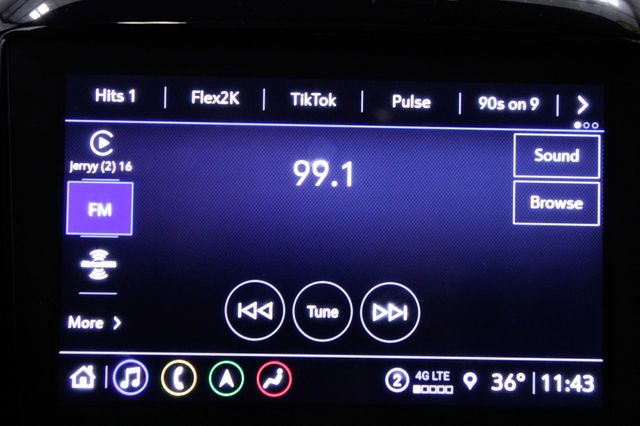 Hits 1 Flex2K TikTok Pulse 90s on 9
Jerryy (2) 16
99.1
Sound
FM
Browse
Tune
More
2 4G LTE 36° 11:43